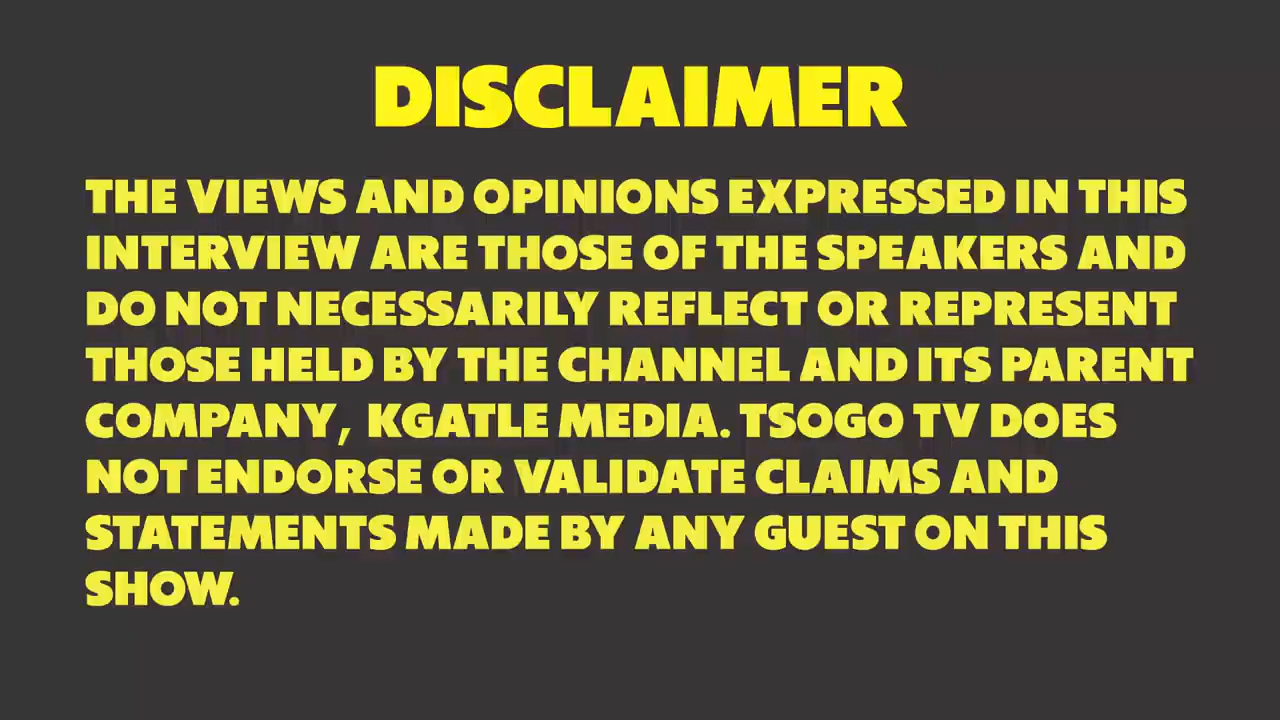 DISCLAIMER
THE VIEWS AND OPINIONS EXPRESSED IN THIS
INTERVIEW ARE THOSE OF THE SPEAKERS AND
DO NOT NECESSARILY REFLECT OR REPRESENT
THOSE HELD BY THE CHANNEL AND ITS PARENT
COMPANY, KGATLE MEDIA. TSOGO TV DOES
NOT ENDORSE OR VALIDATE CLAIMS AND
STATEMENTS MADE BY ANY GUEST ON THIS
SHOW.